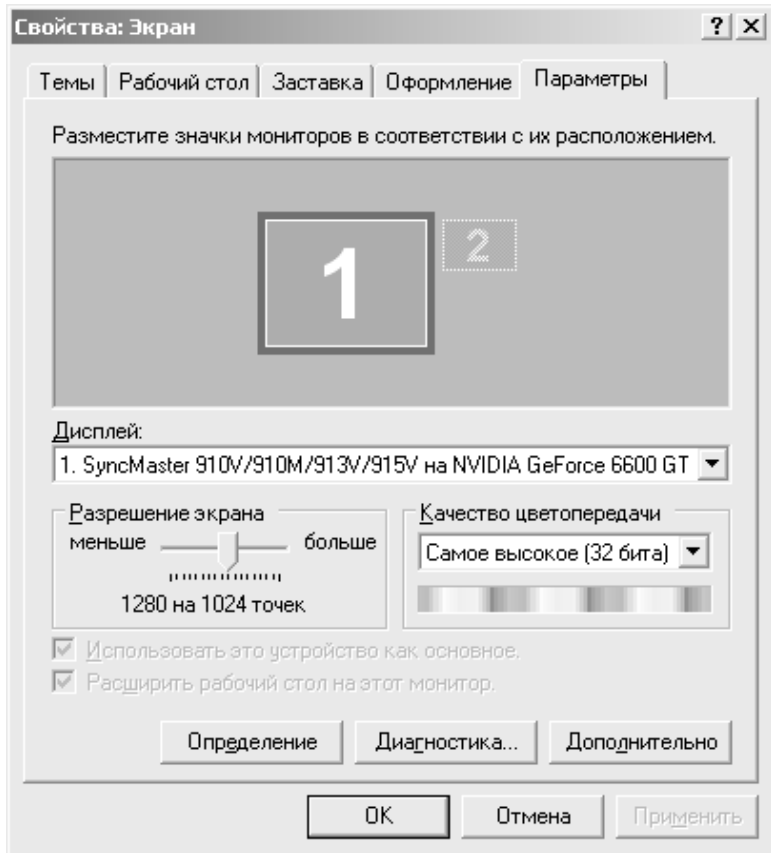 Свойства: Экран
Темы Рабочий стол Заставка Оформление Параметры
Разместите значки мониторов в соответствии с их расположением.
1 2
Дисплей:
1. SyncMaster 910V/910M/913V/915V на NVIDIA GeForce 6600 GT
Разрешение экрана Качество цветопередачи
меньше больше Самое высокое (32 бита)
1280 на 1024 точек
Использовать это устройство как основное.
Расширить рабочий стол на этот монитор.
Определение Диагностика... Дополнительно
ОК Отмена Применить